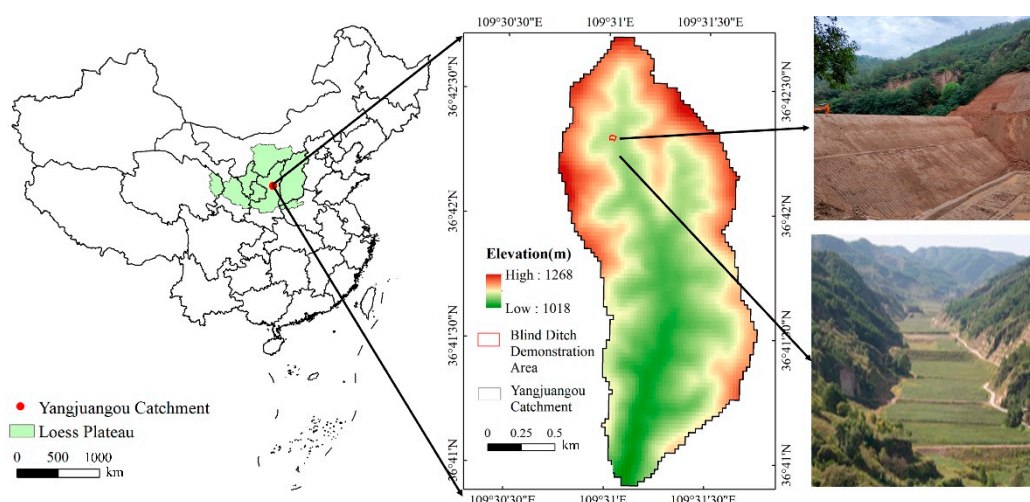 109°30'30"E
109°31'E
109°31'30"E
36°42'30"N
36°42'30"N
36°42'N
36°42'N
Elevation(m)
High : 1268
Low : 1018
36°41'30"N
36°41'30"N
Blind Ditch
Demonstration
Area
Yangjuangou
Catchment
0 0.25 0.5
km
36°41'N
36°41'N
109°30'30"E
109°31'E
109°31'30"E
Yangjuangou Catchment
Loess Plateau
0 500 1000
km